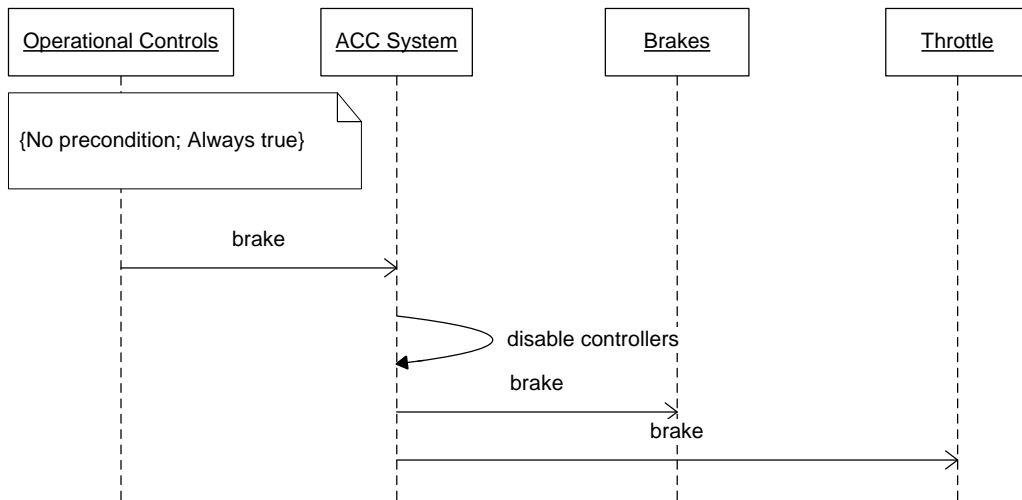 Operational Controls
ACC System
Brakes
Throttle
{No precondition; Always true}
brake
disable controllers
brake
brake